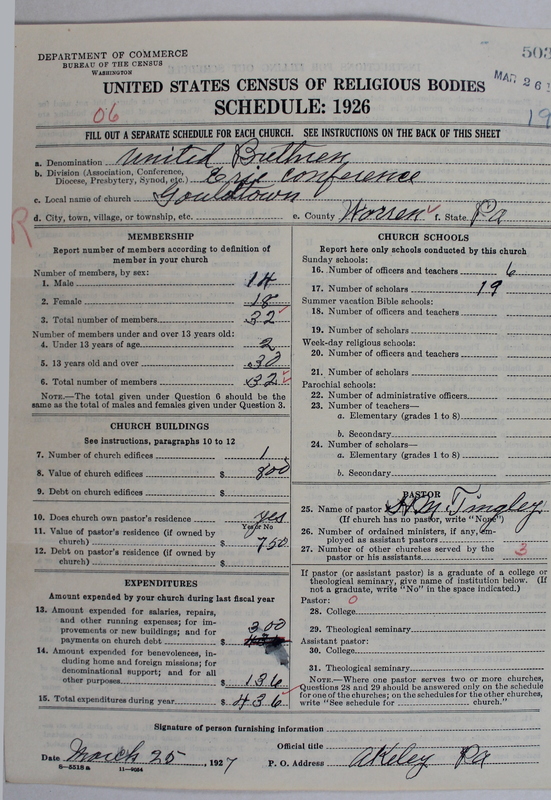 503
DEPARTMENT OF COMMERCE
BUREAU OF THE CENSUS
WASHINGTON
MAR 26 1
UNITED STATES CENSUS OF RELIGIOUS BODIES
06
SCHEDULE: 1926
19
FILL OUT A SEPARATE SCHEDULE FOR EACH CHURCH. SEE INSTRUCTIONS ON THE BACK OF THIS SHEET
a. Denomination United Brethren
b. Division (Association, Conference, Diocese, Presbytery, Synod, etc.) Erie Conference
c. Local name of church Gouldtown
d. City, town, village, or township, etc. e. County Warren f. State Pa
R
MEMBERSHIP
Report number of members according to definition of
member in your church
Number of members, by sex:
1. Male 14
2. Female 18
3. Total number of members 32
Number of members under and over 13 years old:
4. Under 13 years of age 2
5. 13 years old and over 30
6. Total number of members 32
NOTE.—The total given under Question 6 should be
same as the total of males and females given under Question 3.
CHURCH BUILDINGS
See instructions, paragraphs 10 to 12
7. Number of church edifices 1
8. Value of church edifices $ 800
9. Debt on church edifices $
10. Does church own pastor's residence yes
Yes or No
11. Value of pastor's residence (if owned by
church) $ 750
12. Debt on pastor's residence (if owned by
church) $
EXPENDITURES
Amount expended by your church during last fiscal year
13. Amount expended for salaries, repairs,
and other running expenses; for im-
provements or new buildings; and for
payments on church debt $ 300
14. Amount expended for benevolences, in-
cluding home and foreign missions; for
denominational support; and for all
other purposes $ 136
15. Total expenditures during year $ 436
CHURCH SCHOOLS
Report here only schools conducted by this church
Sunday schools:
16. Number of officers and teachers 6
17. Number of scholars 19
Summer vacation Bible schools:
18. Number of officers and teachers
19. Number of scholars
Week-day religious schools:
20. Number of officers and teachers
21. Number of scholars
Parochial schools:
22. Number of administrative officers
23. Number of teachers—
a. Elementary (grades 1 to 8)
b. Secondary
24. Number of scholars—
a. Elementary (grades 1 to 8)
b. Secondary
PASTOR
25. Name of pastor Tingley
(If church has no pastor, write "None")
26. Number of ordained ministers, if any, em-
ployed as assistant pastors
27. Number of other churches served by the
pastor or his assistants 3
If pastor (or assistant pastor) is a graduate of a college or
theological seminary, give name of institution below. (If
not a graduate, write "No" in the space indicated.)
Pastor: 0
28. College
29. Theological seminary
Assistant pastor:
30. College
31. Theological seminary
NOTE.—Where one pastor serves two or more churches,
Questions 28 and 29 should be answered only on the schedule
for one of the churches; on the schedules for the other churches,
write "See schedule for church."
Signature of person furnishing information
Official title
Date March 25, 1927 P. O. Address Akeley Pa
8—5518 a 11—9034